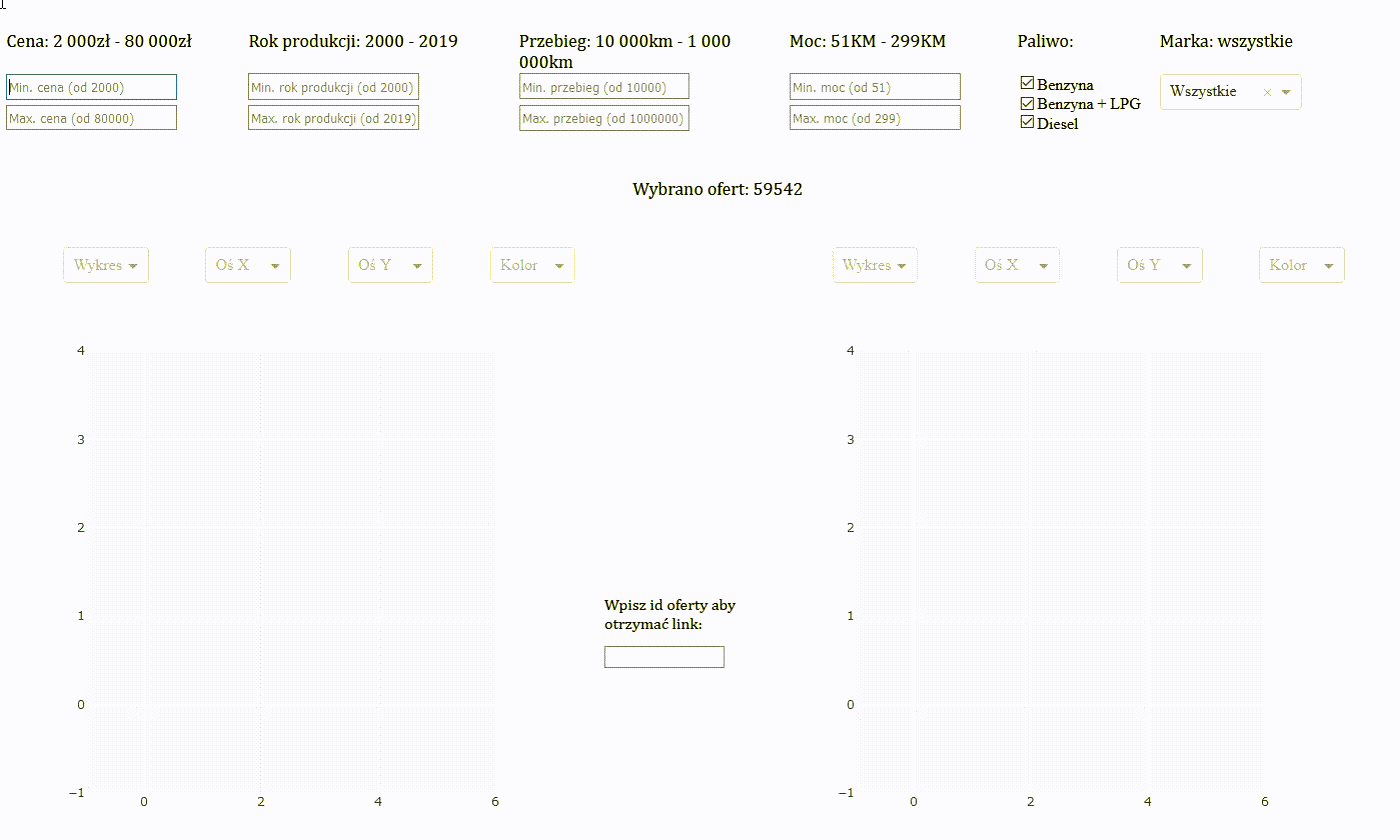 Cena: 2 000zł - 80 000zł
Rok produkcji: 2000 - 2019
Przebieg: 10 000km - 1 000
000km
Moc: 51KM - 299KM
Paliwo:
Marka: wszystkie
Min. cena (od 2000)
Max. cena (od 80000)
Min. rok produkcji (od 2000)
Max. rok produkcji (od 2019)
Min. przebieg (od 10000)
Max. przebieg (od 1000000)
Min. moc (od 51)
Max. moc (od 299)
Benzyna
Benzyna + LPG
Diesel
Wszystkie ×
Wybrano ofert: 59542
Wykres
Oś X
Oś Y
Kolor
Wykres
Oś X
Oś Y
Kolor
4
3
2
1
0
−1
0 2 4 6
Wpisz id oferty aby
otrzymać link:
4
3
2
1
0
−1
0 2 4 6